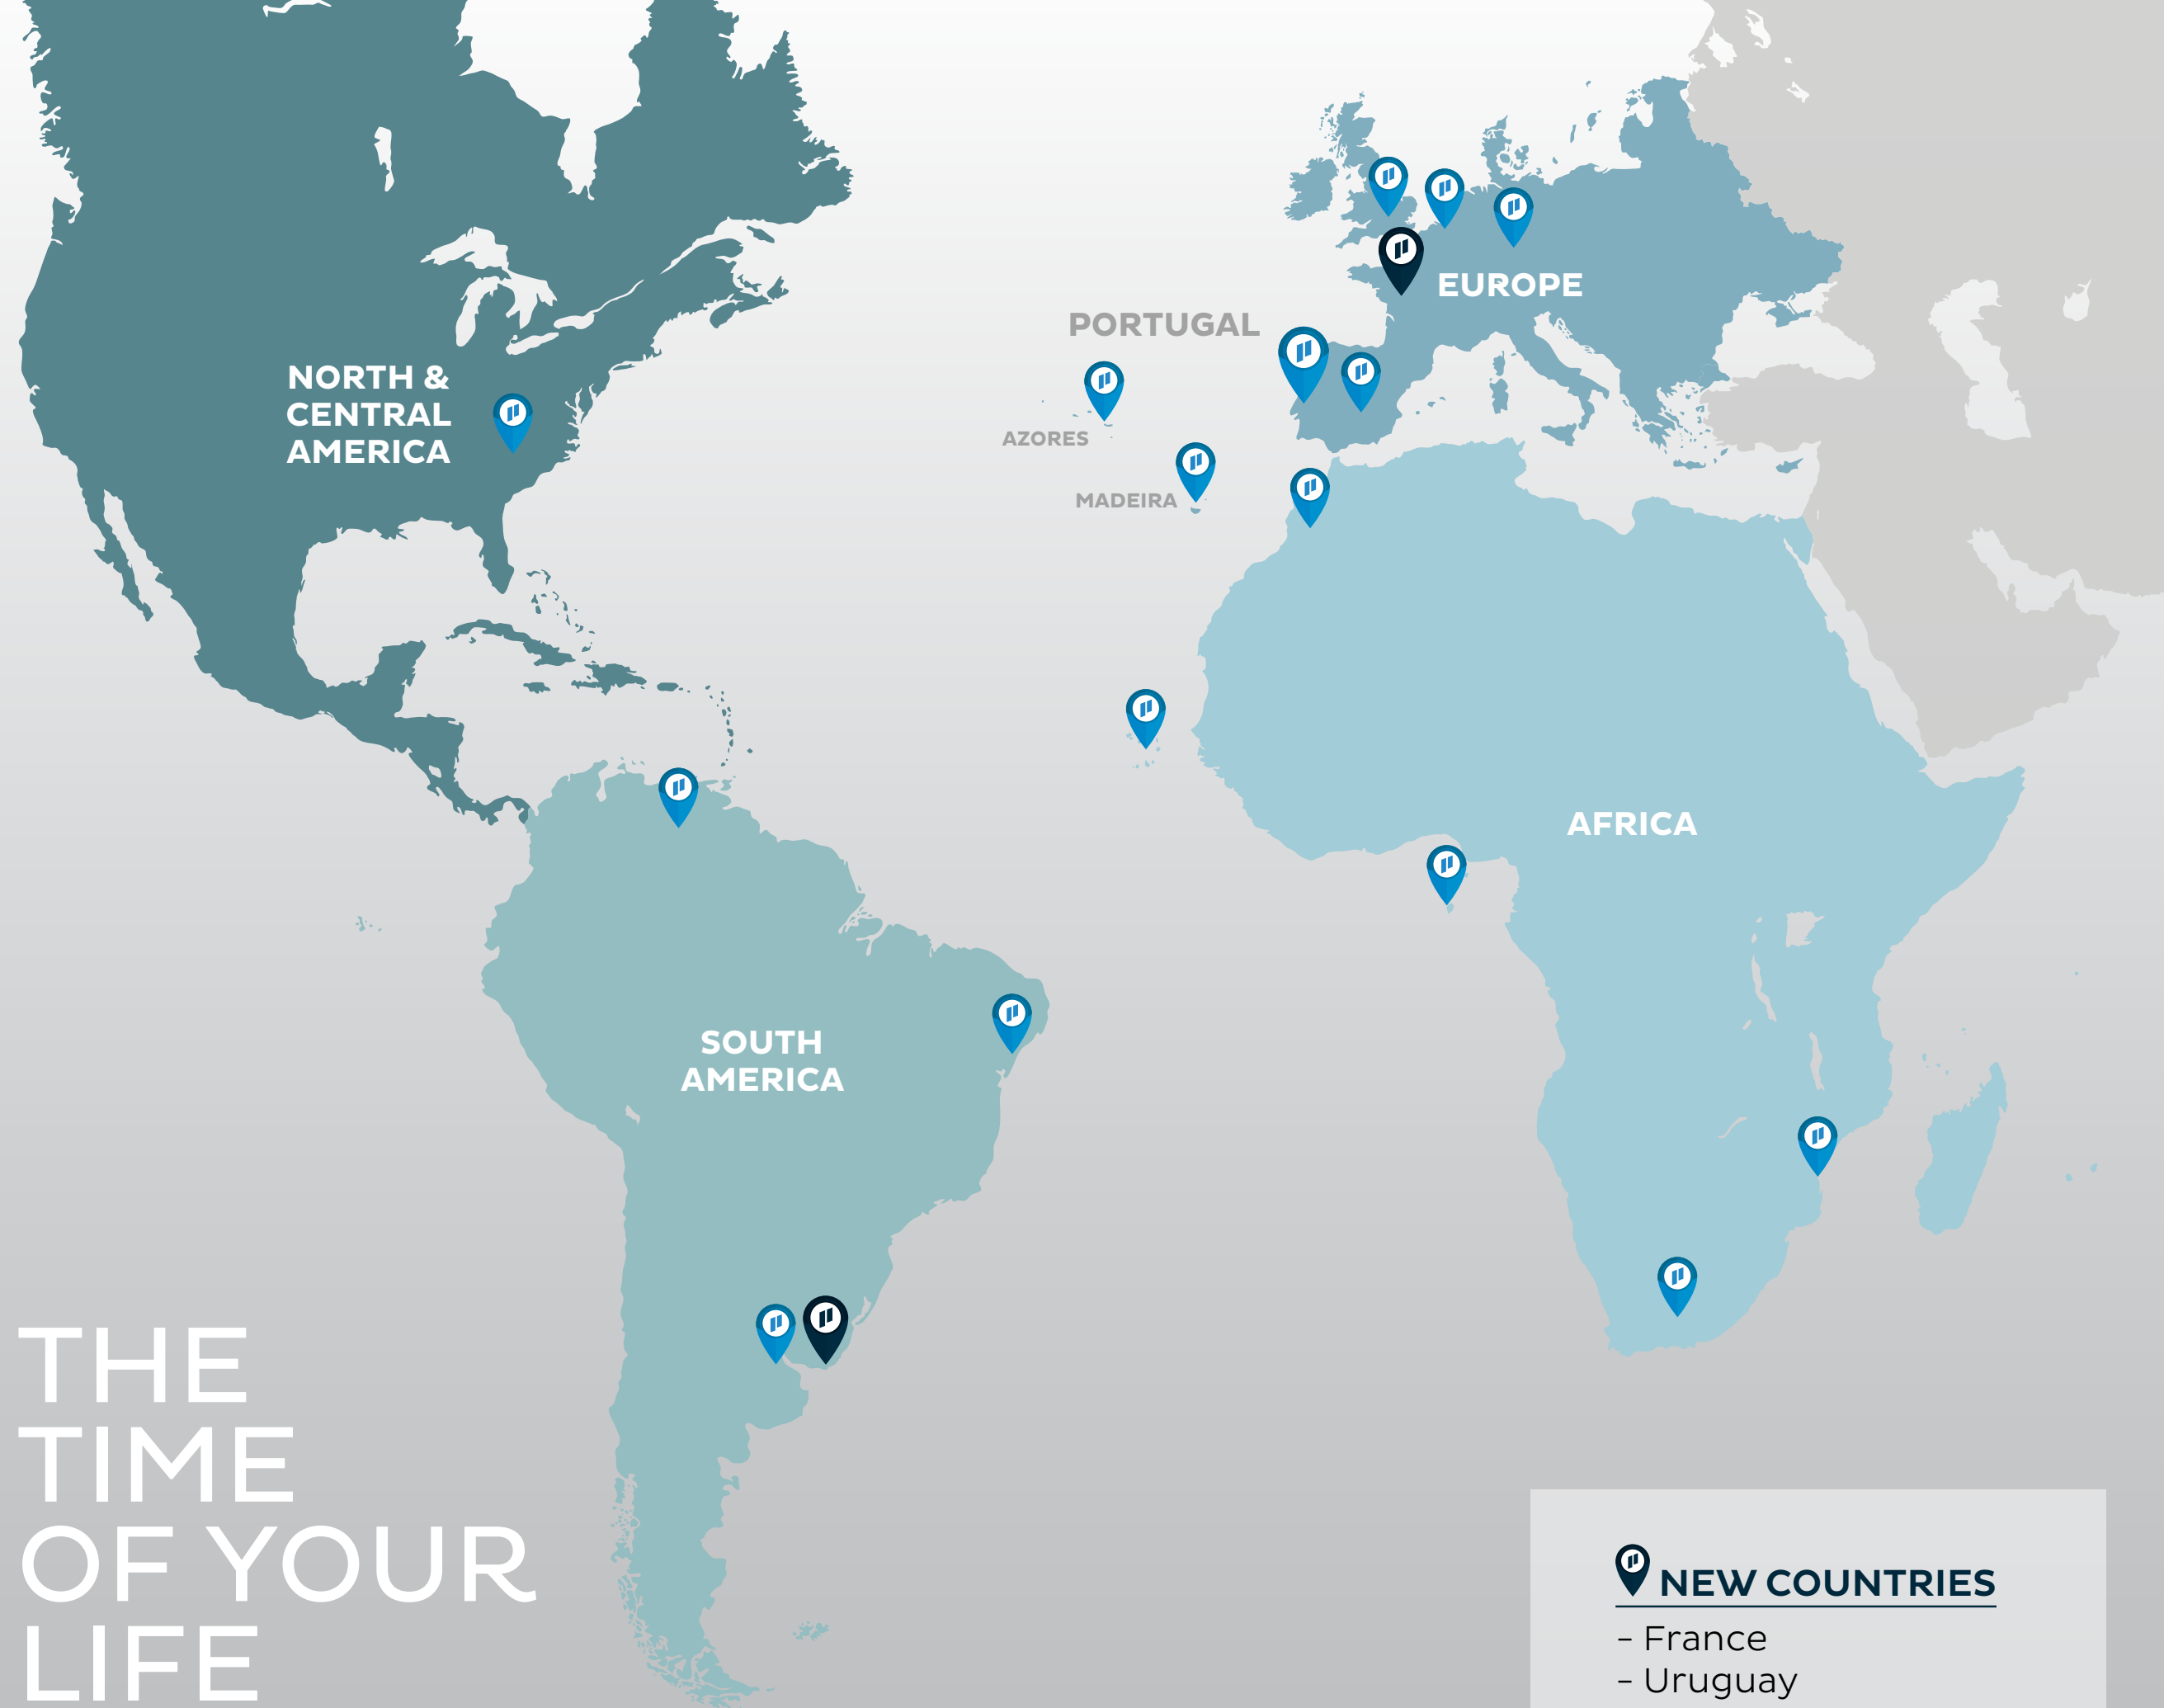 NORTH &
CENTRAL
AMERICA
PORTUGAL
AZORES
MADEIRA
EUROPE
AFRICA
SOUTH
AMERICA
THE
TIME
OF YOUR
LIFE
NEW COUNTRIES
– France
– Uruguay